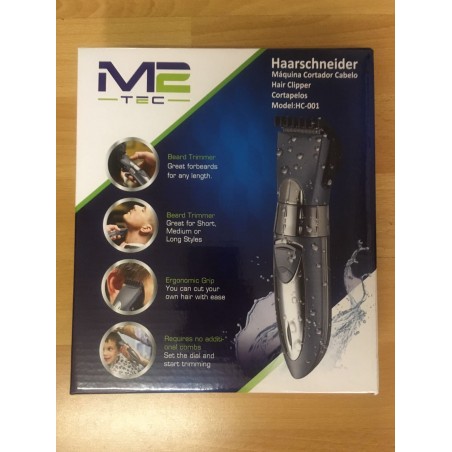 M2
TEC
Haarschneider
Máquina Cortador Cabelo
Hair Clipper
Cortapelos
Model:HC-001
Beard Trimmer
Great forbeards
for any length.
Beard Trimmer
Great for Short,
Medium or
Long Styles
Ergonomic Grip
You can cut your
own hair with ease
Requires no additi-
onal combs
Set the dial and
start trimming